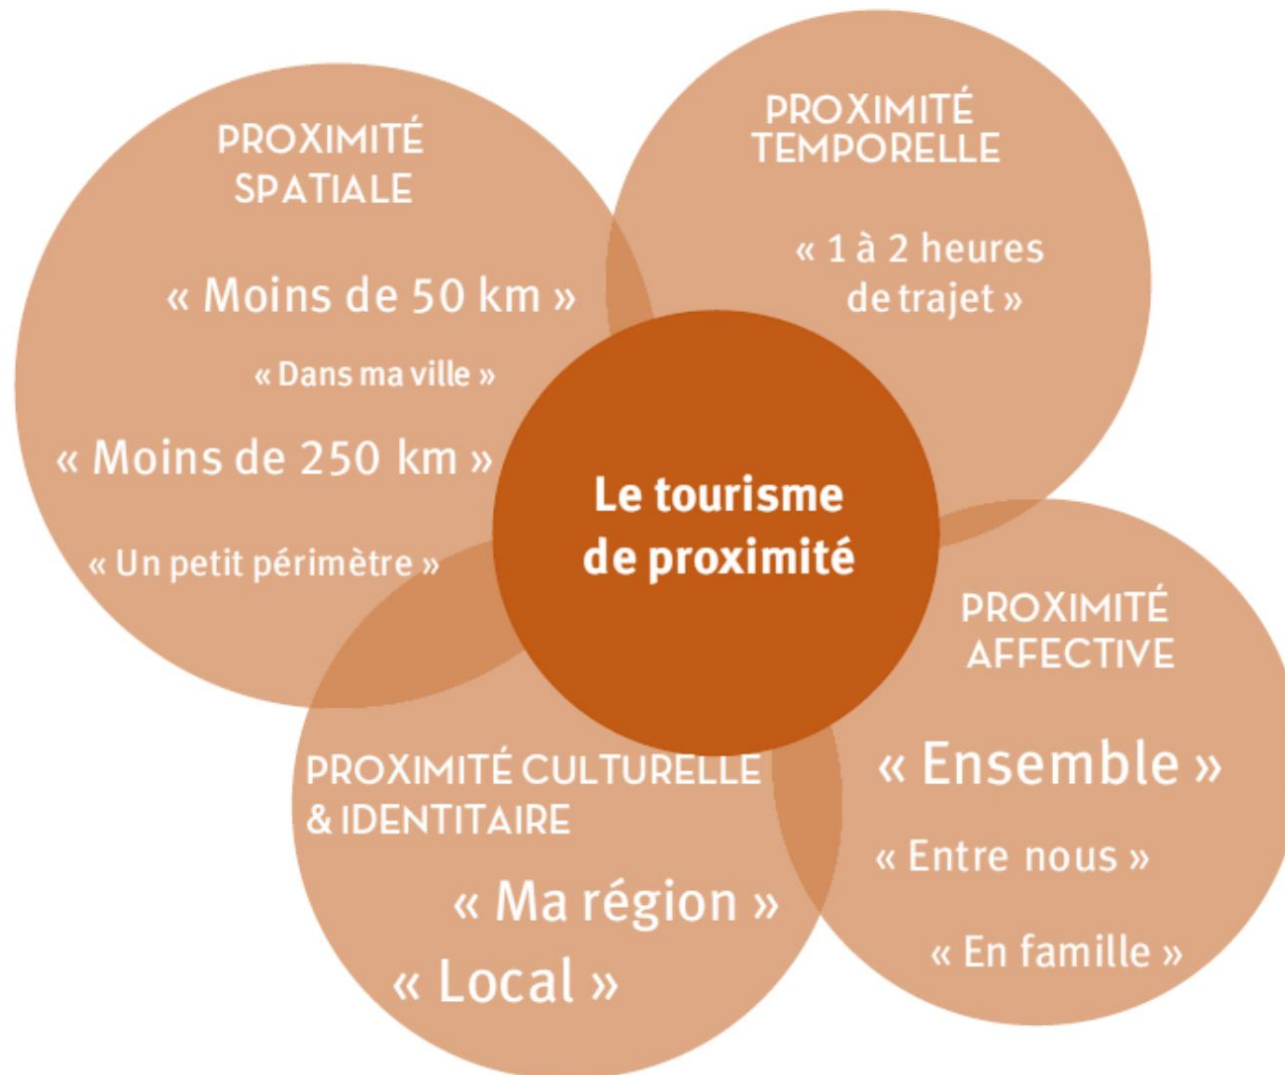 PROXIMITÉ
SPATIALE
« Moins de 50 km »
« Dans ma ville »
« Moins de 250 km »
« Un petit périmètre »
PROXIMITÉ
TEMPORELLE
« 1 à 2 heures
de trajet »
Le tourisme
de proximité
PROXIMITÉ CULTURELLE
& IDENTITAIRE
« Ma région »
« Local »
PROXIMITÉ
AFFECTIVE
« Ensemble »
« Entre nous »
« En famille »